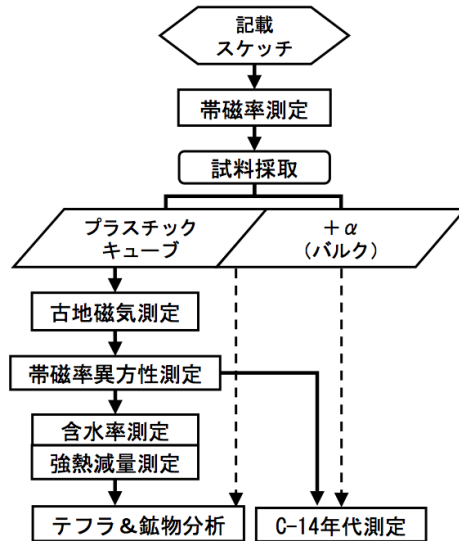 記載
スケッチ
帯磁率測定
試料採取
プラスチック
キューブ
+α
(バルク)
古地磁気測定
帯磁率異方性測定
含水率測定
強熱減量測定
テフラ&鉱物分析
C-14年代測定